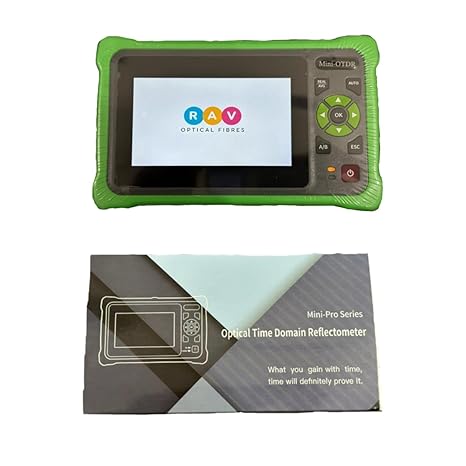 Mini-OTDR
REAL
AVG
AUTO
RAV
OPTICAL FIBRES
OK
A/B
ESC
Mini-Pro Series
Optical Time Domain Reflectometer
What you gain with time,
time will definitely prove it.